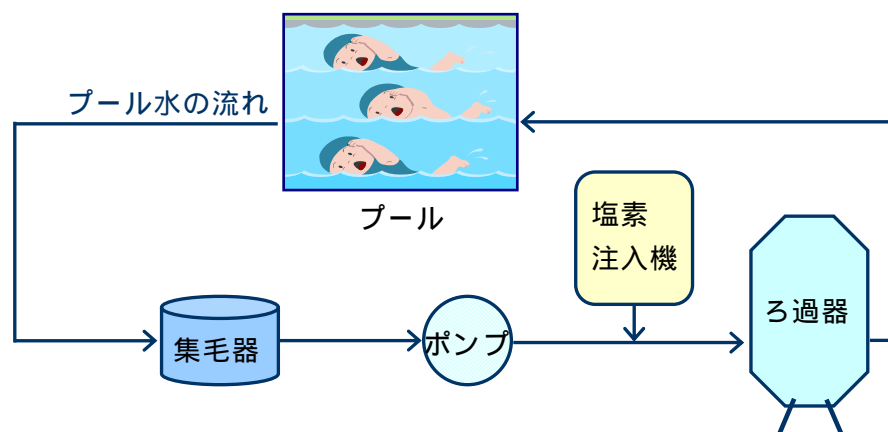 プール水の流れ
プール
塩素
注入機
ろ過器
集毛器
ポンプ